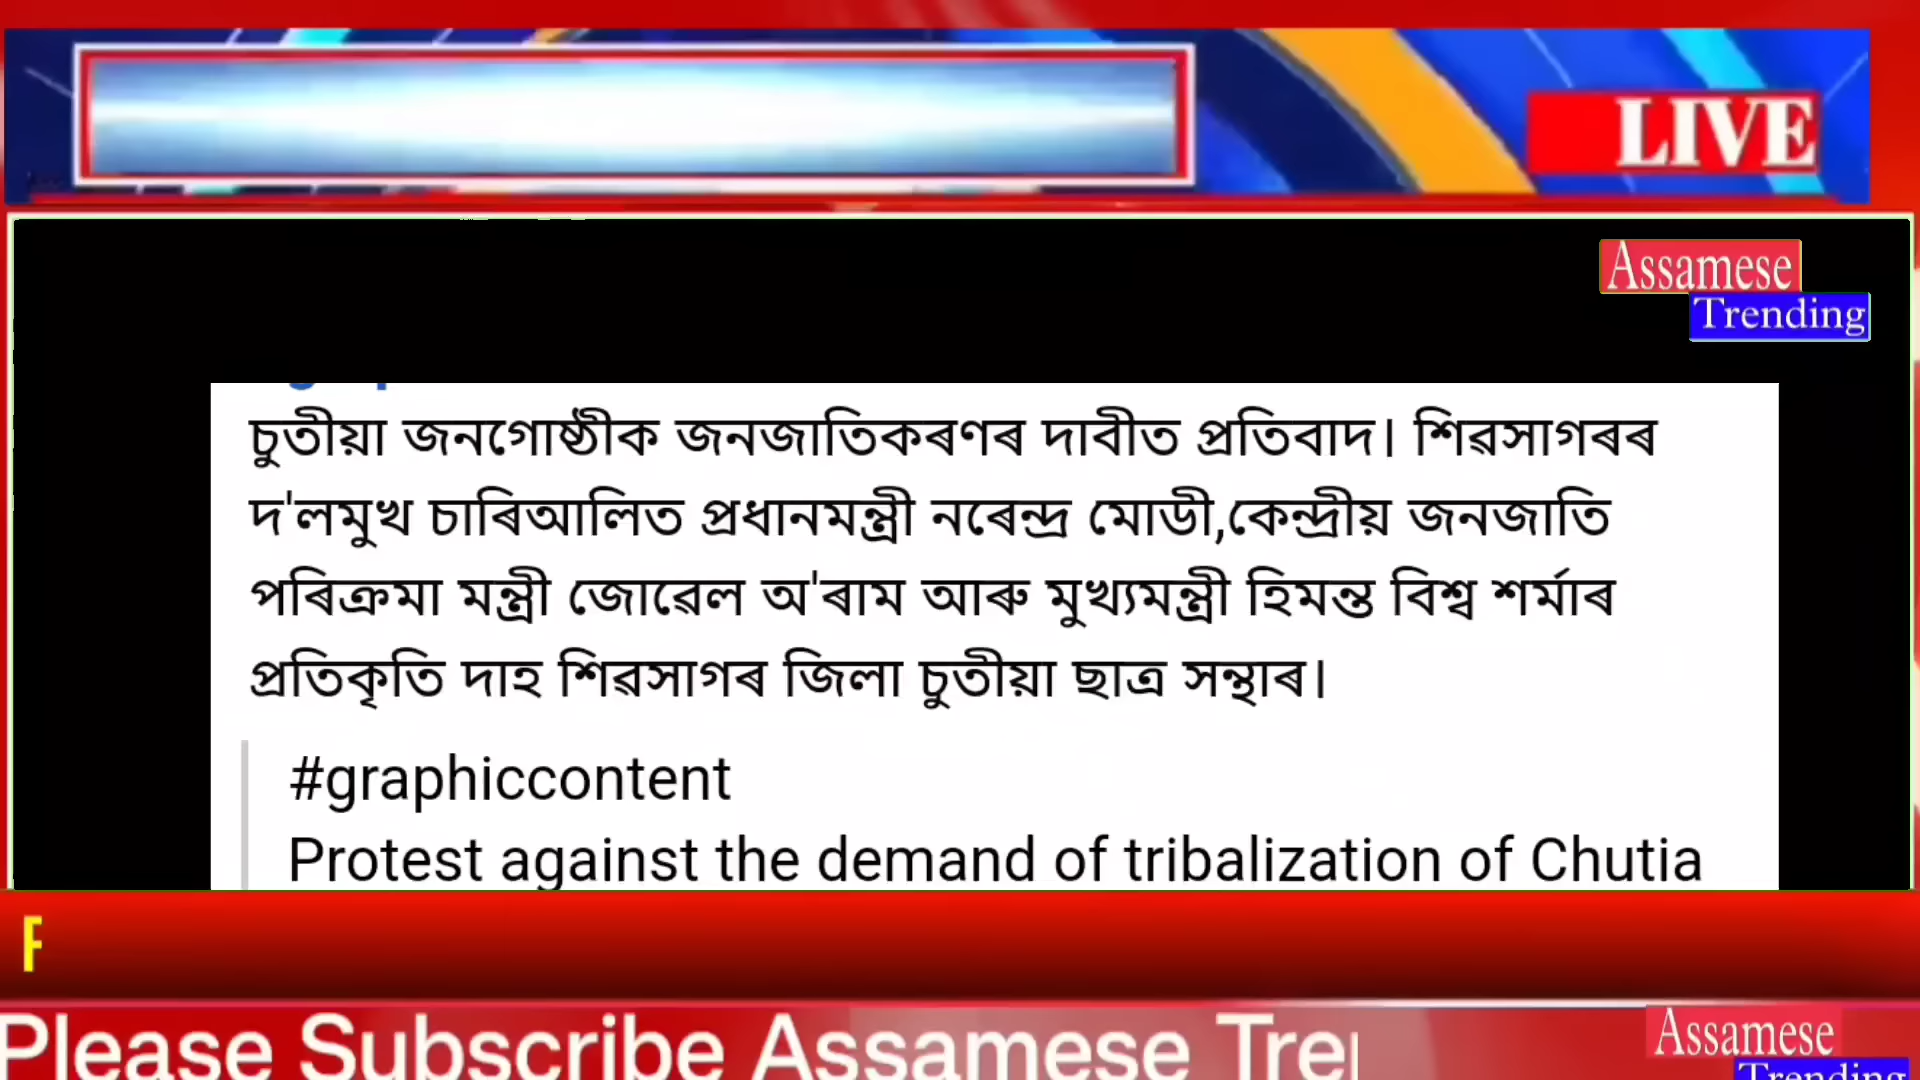 LIVE
Assamese
Trending
চুতীয়া জনগোষ্ঠীক জনজাতিকৰণৰ দাবীত প্ৰতিবাদ। শিৱসাগৰৰ
দ'লমুখ চাৰিআলিত প্ৰধানমন্ত্ৰী নৰেন্দ্ৰ মোডী,কেন্দ্ৰীয় জনজাতি
পৰিক্ৰমা মন্ত্ৰী জোৱেল অ'ৰাম আৰু মুখ্যমন্ত্ৰী হিমন্ত বিশ্ব শৰ্মাৰ
প্ৰতিকৃতি দাহ শিৱসাগৰ জিলা চুতীয়া ছাত্ৰ সন্থাৰ।
#graphiccontent
Protest against the demand of tribalization of Chutia
Please Subscribe Assamese Tre
Assamese
Trending